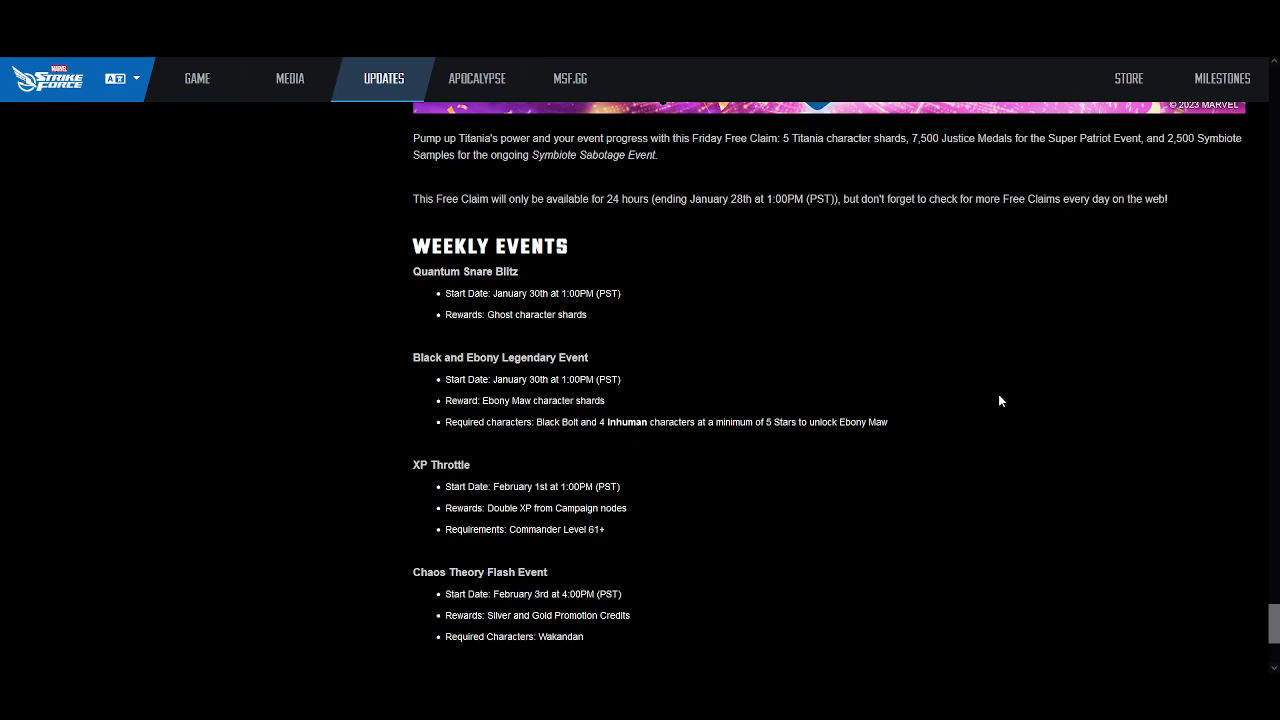 MARVEL
STRIKE
FORCE
GAME
MEDIA
UPDATES
APOCALYPSE
MSF.GG
STORE
MILESTONES
© 2023 MARVEL
Pump up Titania's power and your event progress with this Friday Free Claim: 5 Titania character shards, 7,500 Justice Medals for the Super Patriot Event, and 2,500 Symbiote
Samples for the ongoing Symbiote Sabotage Event.
This Free Claim will only be available for 24 hours (ending January 28th at 1:00PM (PST)), but don't forget to check for more Free Claims every day on the web!
WEEKLY EVENTS
Quantum Snare Blitz
• Start Date: January 30th at 1:00PM (PST)
• Rewards: Ghost character shards
Black and Ebony Legendary Event
• Start Date: January 30th at 1:00PM (PST)
• Reward: Ebony Maw character shards
• Required characters: Black Bolt and 4 Inhuman characters at a minimum of 5 Stars to unlock Ebony Maw
XP Throttle
• Start Date: February 1st at 1:00PM (PST)
• Rewards: Double XP from Campaign nodes
• Requirements: Commander Level 61+
Chaos Theory Flash Event
• Start Date: February 3rd at 4:00PM (PST)
• Rewards: Silver and Gold Promotion Credits
• Required Characters: Wakandan